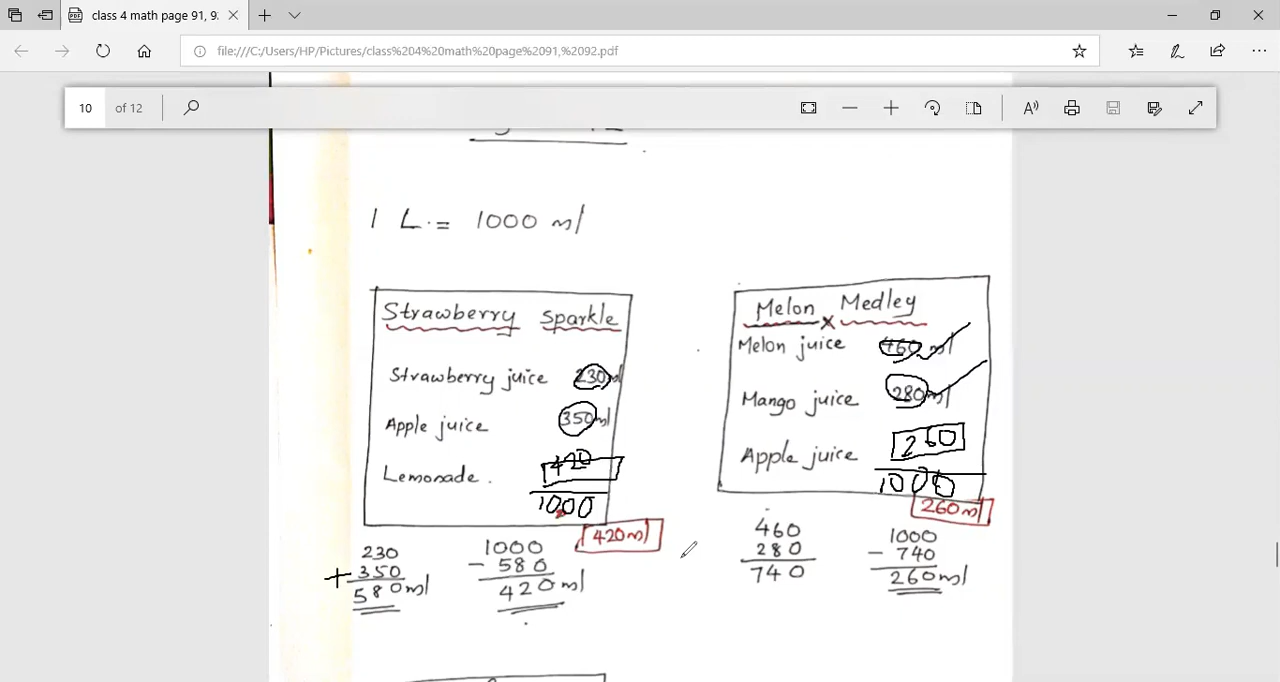 class 4 math page 91, 92
file:///C:/Users/HP/Pictures/class%204%20math%20page%2091,%2092.pdf
10 of 12
1 L. = 1000 ml
Strawberry Sparkle
Strawberry juice 230ml
Apple juice 350ml
Lemonade. 420
1000
420ml
230
+ 350
580ml
1000
- 580
420ml
Melon Medley
Melon juice 460 ml
Mango juice 280ml
Apple juice 260
1000
260ml
460
280
740
1000
- 740
260ml